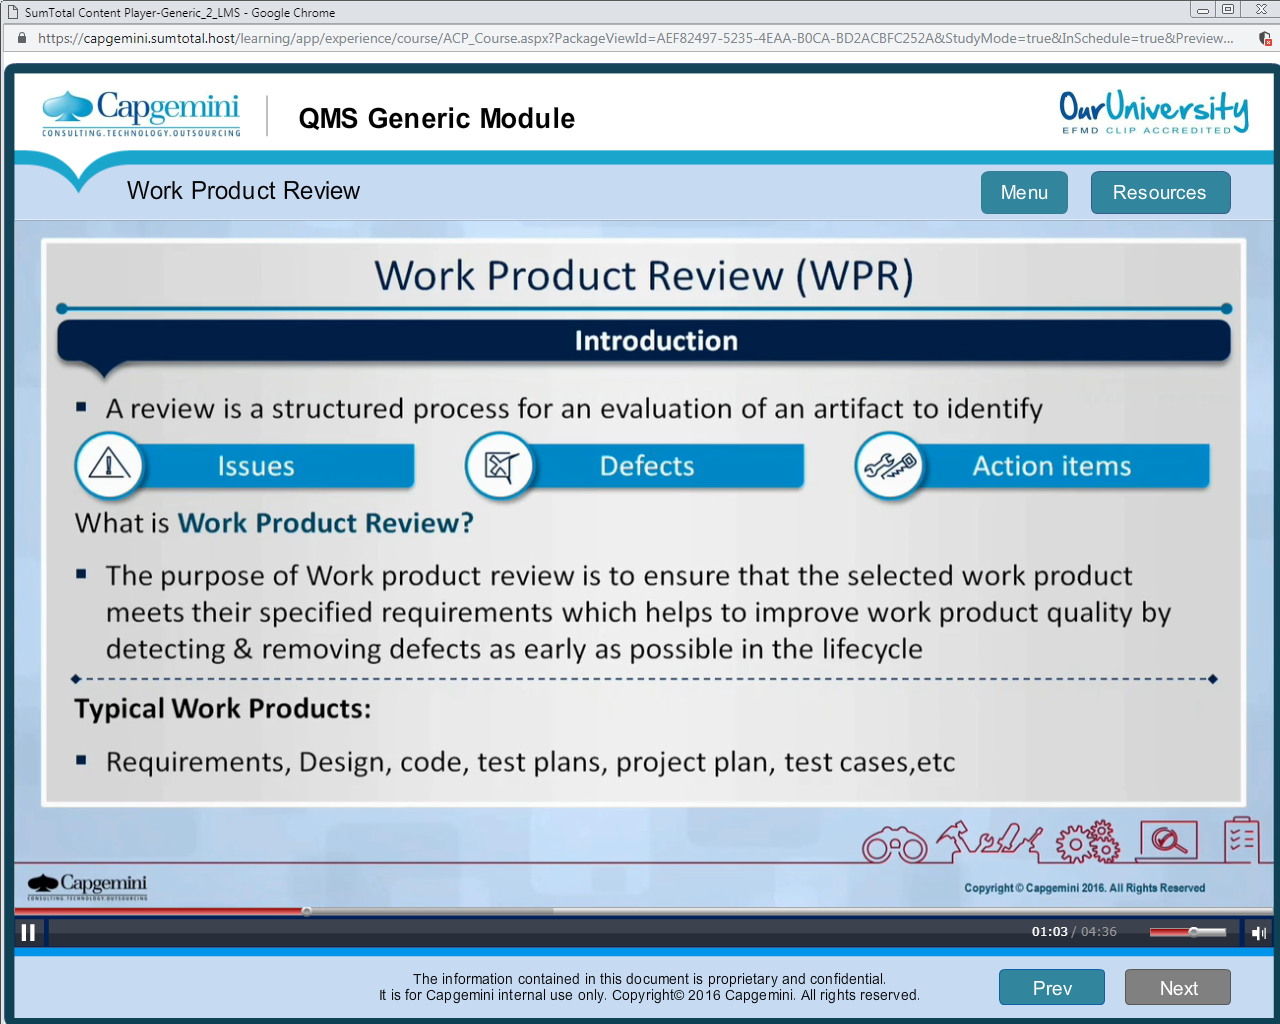 SumTotal Content Player-Generic_2_LMS - Google Chrome
https://capgemini.sumtotal.host/learning/app/experience/course/ACP_Course.aspx?PackageViewId=AEF82497-5235-4EAA-B0CA-BD2ACBFC252A&StudyMode=true&InSchedule=true&Preview...
Capgemini
CONSULTING.TECHNOLOGY.OUTSOURCING
QMS Generic Module
OurUniversity
EFMD CLIP ACCREDITED
Work Product Review
Menu
Resources
Work Product Review (WPR)
Introduction
▪ A review is a structured process for an evaluation of an artifact to identify
Issues
Defects
Action items
What is Work Product Review?
▪ The purpose of Work product review is to ensure that the selected work product
meets their specified requirements which helps to improve work product quality by
detecting & removing defects as early as possible in the lifecycle
Typical Work Products:
▪ Requirements, Design, code, test plans, project plan, test cases,etc
Capgemini
CONSULTING.TECHNOLOGY.OUTSOURCING
Copyright © Capgemini 2016. All Rights Reserved
01:03 / 04:36
The information contained in this document is proprietary and confidential.
It is for Capgemini internal use only. Copyright© 2016 Capgemini. All rights reserved.
Prev
Next